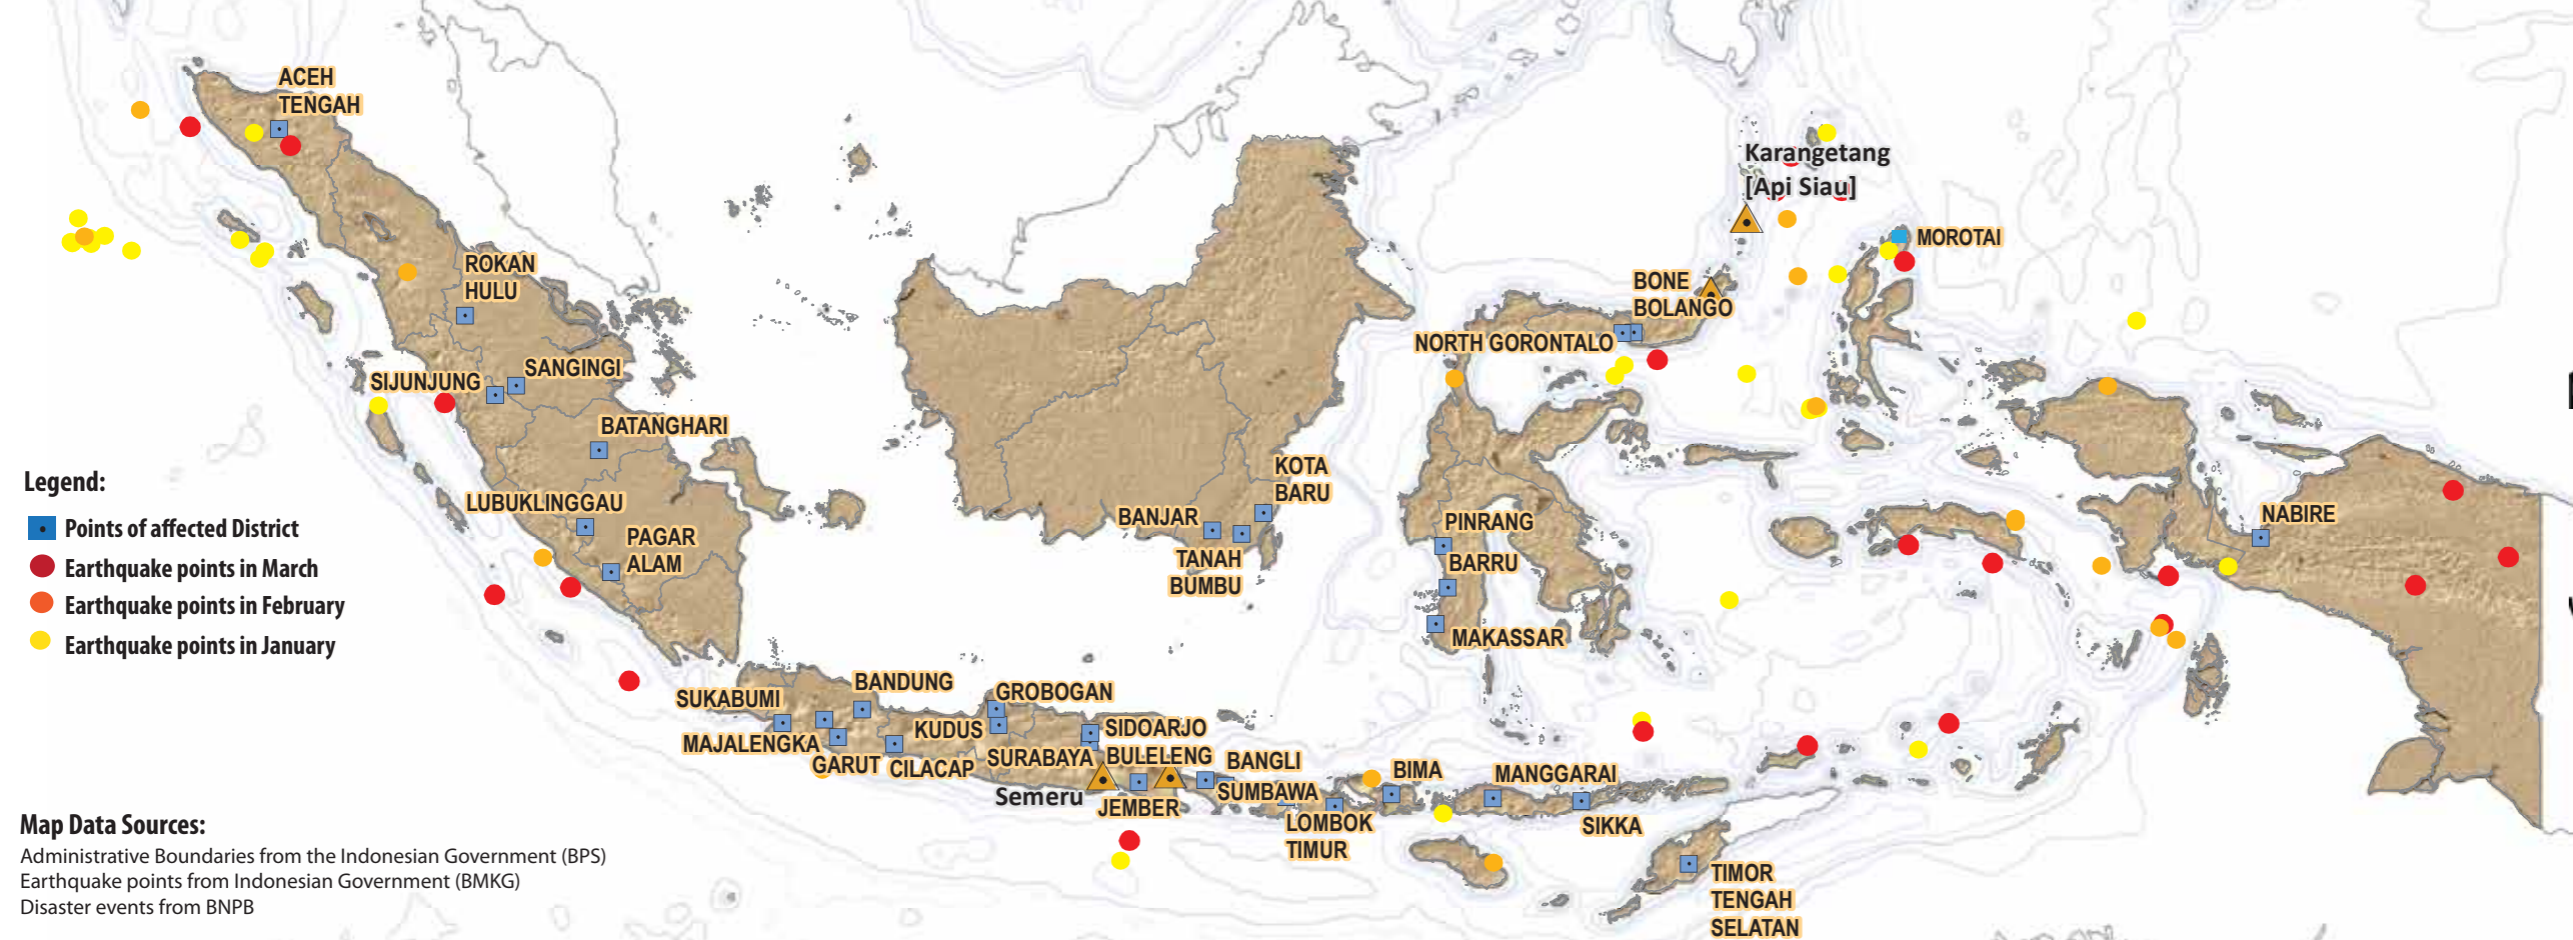 ACEH
TENGAH
Karangetang
[Api Siau]
MOROTAI
ROKAN
HULU
BONE
BOLANGO
NORTH GORONTALO
SANGINGI
SIJUNJUNG
BATANGHARI
KOTA
BARU
LUBUKLINGGAU
BANJAR
PINRANG
NABIRE
PAGAR
ALAM
TANAH
BUMBU
BARRU
MAKASSAR
SUKABUMI
BANDUNG
GROBOGAN
MAJALENGKA
KUDUS
SIDOARJO
GARUT
CILACAP
SURABAYA
BULELENG
BANGLI
BIMA
MANGGARAI
Semeru
JEMBER
SUMBAWA
LOMBOK
TIMUR
SIKKA
TIMOR
TENGAH
SELATAN
Legend:
Points of affected District
Earthquake points in March
Earthquake points in February
Earthquake points in January
Map Data Sources:
Administrative Boundaries from the Indonesian Government (BPS)
Earthquake points from Indonesian Government (BMKG)
Disaster events from BNPB